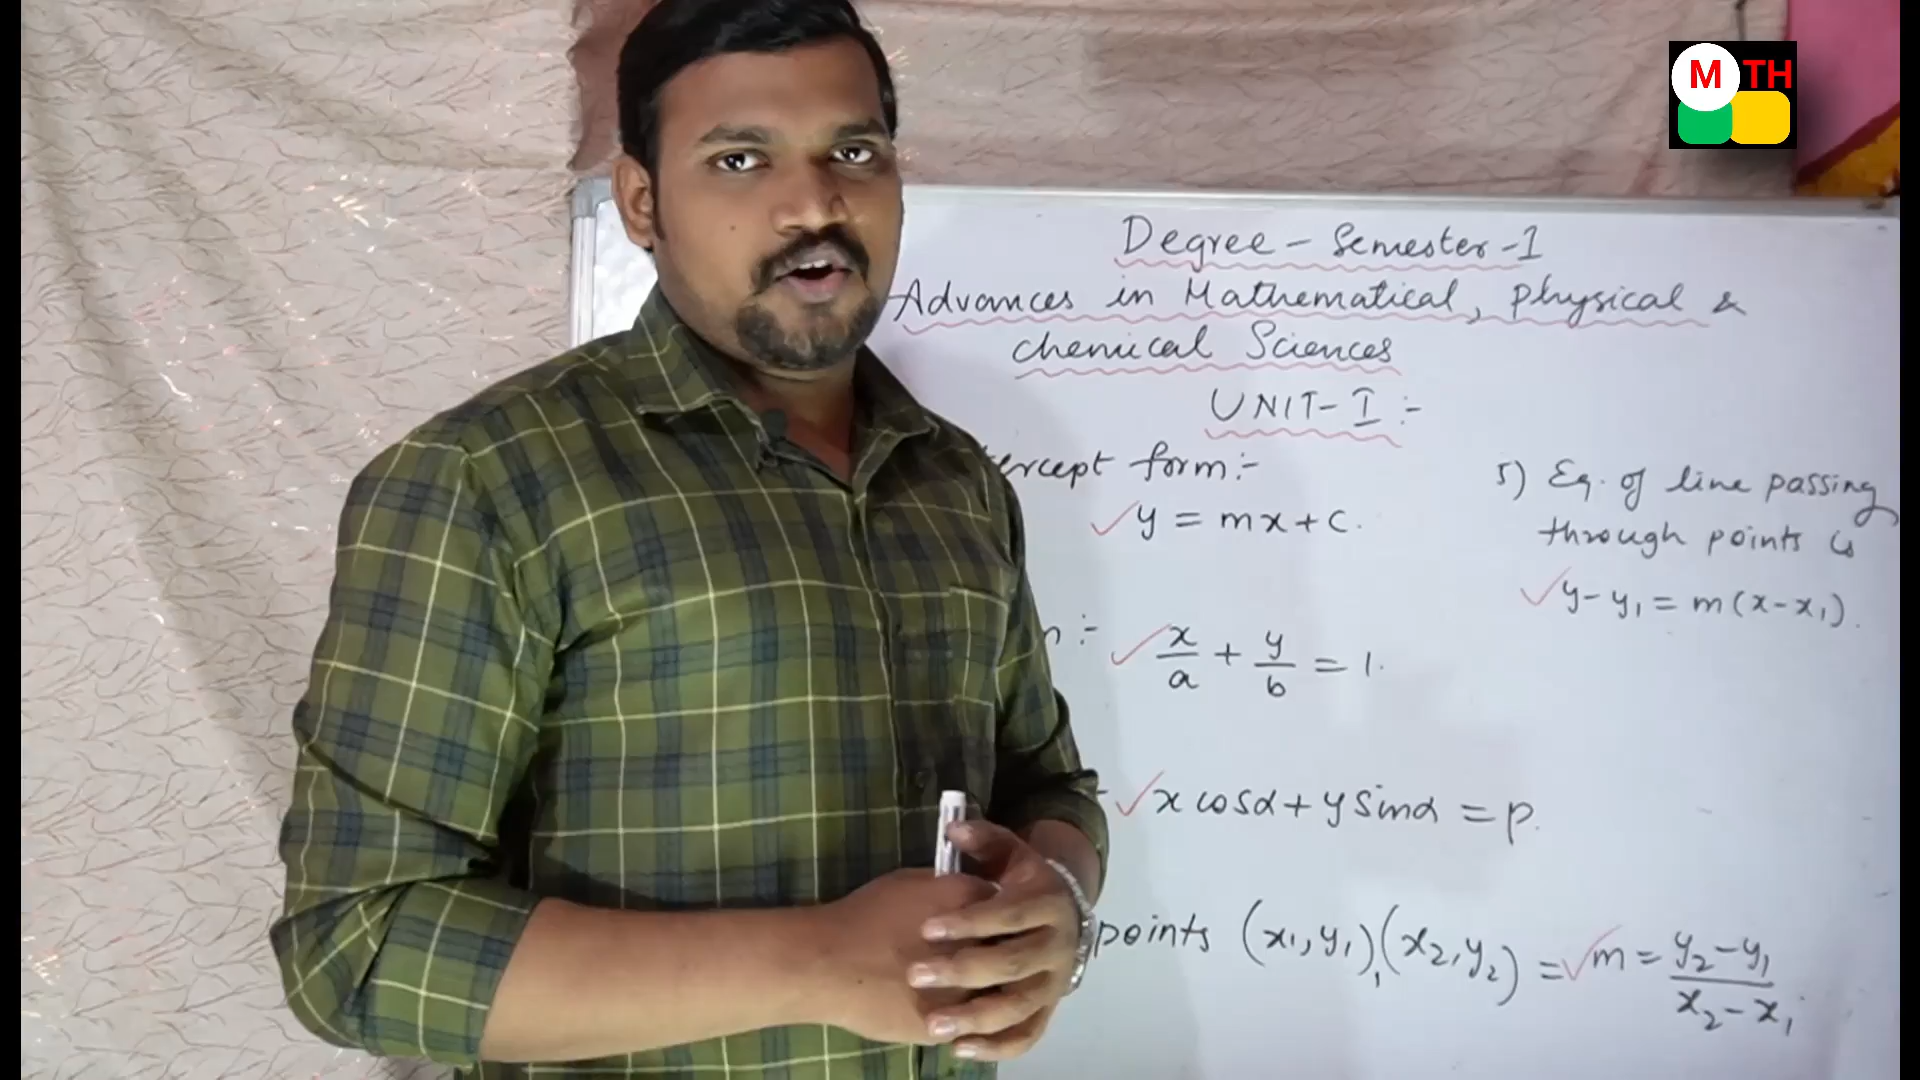 M TH
Degree - Semester - 1
Advances in Mathematical, Physical &
chemical Sciences
UNIT - I :-
ercept form :-
y = mx + c.
x/a + y/b = 1.
x cosα + y sinα = p.
points (x₁, y₁), (x₂, y₂) = m = y₂ - y₁ / x₂ - x₁
5) Eq. of line passing
through points is
y - y₁ = m(x - x₁).